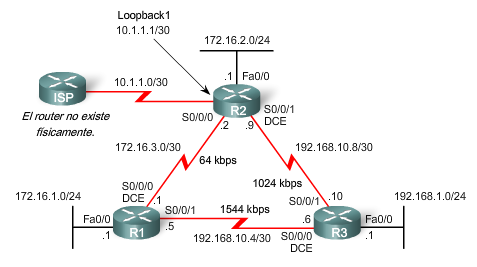 Loopback1
10.1.1.1/30
172.16.2.0/24
10.1.1.0/30
.1 Fa0/0
ISP
R2
El router no existe
físicamente.
S0/0/0
.2
.9
S0/0/1
DCE
172.16.3.0/30
64 kbps
192.168.10.8/30
1024 kbps
172.16.1.0/24
S0/0/0
DCE
.1
S0/0/1
.5
1544 kbps
192.168.10.4/30
S0/0/1
.10
.6
S0/0/0
DCE
192.168.1.0/24
Fa0/0
.1
R1
R3
Fa0/0
.1